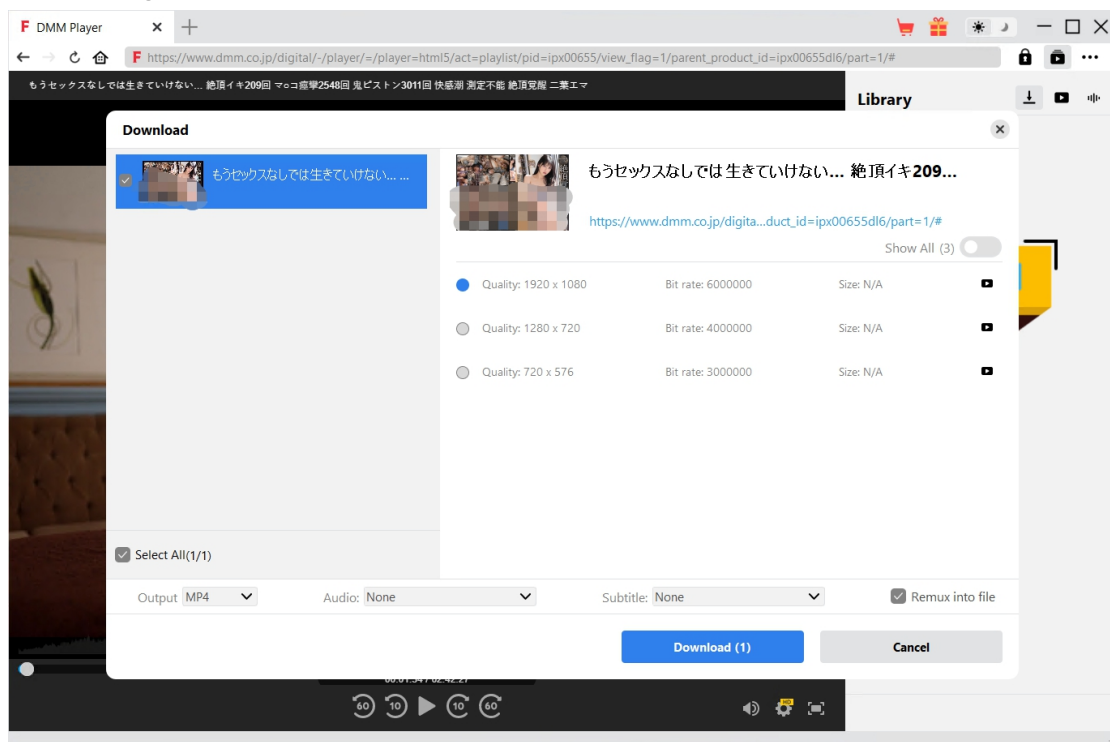 F DMM Player
F https://www.dmm.co.jp/digital/-/player/=/player=html5/act=playlist/pid=ipx00655/view_flag=1/parent_product_id=ipx00655dl6/part=1/#
もうセックスなしでは生きていけない... 絶頂イキ209回 マ○コ痙攣2548回 鬼ピストン3011回 快感潮 測定不能 絶頂覚醒 二葉エマ
Library
Download
もうセックスなしでは生きていけない... ...
もうセックスなしでは生きていけない... 絶頂イキ209...
https://www.dmm.co.jp/digita...duct_id=ipx00655dl6/part=1/#
Show All (3)
Quality: 1920 x 1080 Bit rate: 6000000 Size: N/A
Quality: 1280 x 720 Bit rate: 4000000 Size: N/A
Quality: 720 x 576 Bit rate: 3000000 Size: N/A
Select All(1/1)
Output MP4 Audio: None Subtitle: None Remux into file
Download (1) Cancel
60 10 10 60 HD